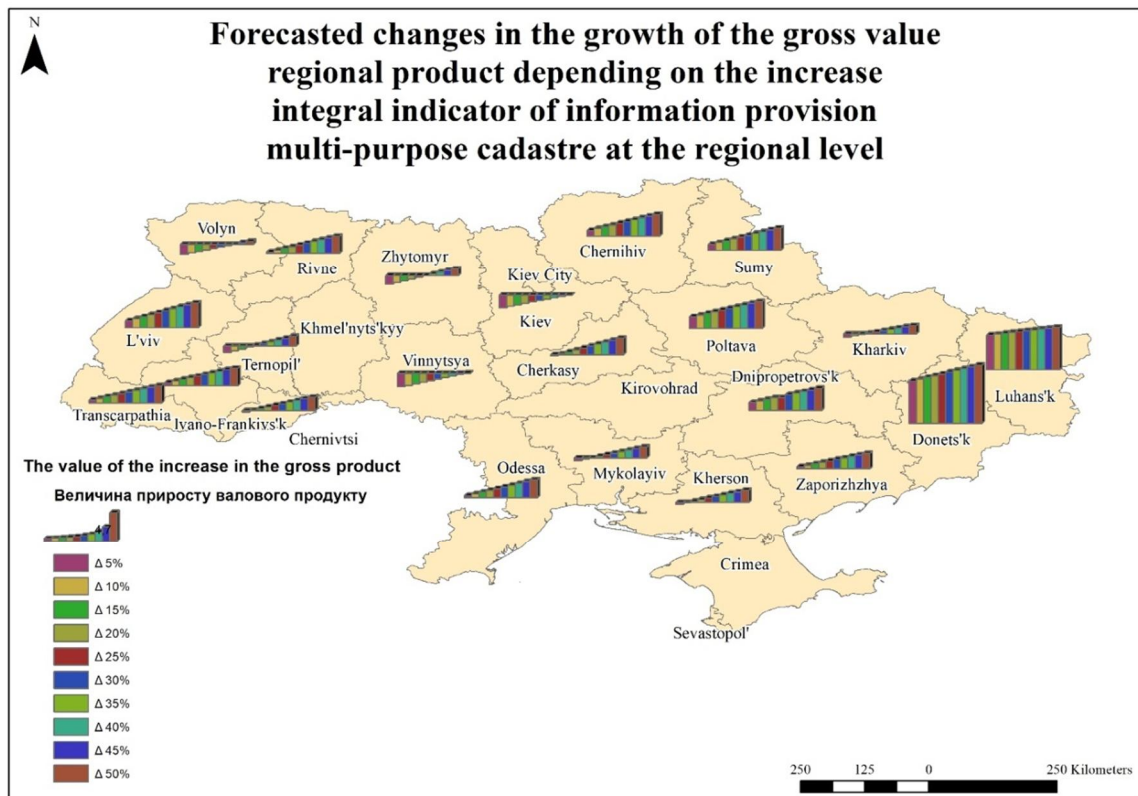 N
Forecasted changes in the growth of the gross value
regional product depending on the increase
integral indicator of information provision
multi-purpose cadastre at the regional level
Volyn
Rivne
Zhytomyr
Kiev City
Kiev
Chernihiv
Sumy
L'viv
Ternopil'
Khmel'nyts'kyy
Vinnytsya
Cherkasy
Poltava
Kharkiv
Luhans'k
Transcarpathia
Ivano-Frankivs'k
Chernivtsi
Kirovohrad
Dnipropetrovs'k
Donets'k
Odessa
Mykolayiv
Kherson
Zaporizhzhya
Crimea
Sevastopol'
The value of the increase in the gross product
Величина приросту валового продукту
4,7
Δ 5%
Δ 10%
Δ 15%
Δ 20%
Δ 25%
Δ 30%
Δ 35%
Δ 40%
Δ 45%
Δ 50%
250 125 0 250 Kilometers